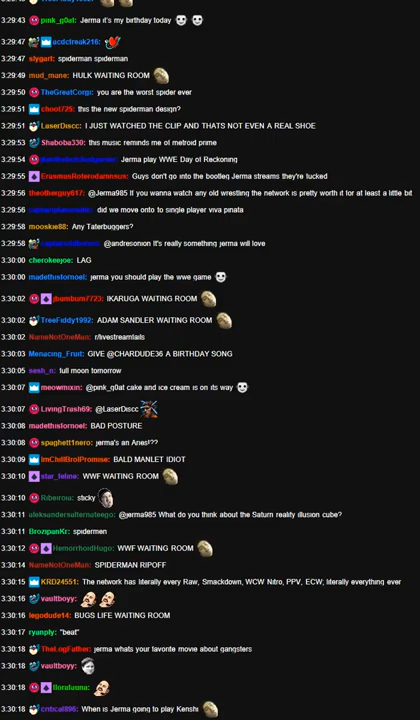 3:29:43 pink_g0at: Jerma it's my birthday today
3:29:47 acdcfreak216:
3:29:47 slygart: spiderman spiderman
3:29:49 mud_mane: HULK WAITING ROOM
3:29:50 TheGreatCorgi: you are the worst spider ever
3:29:51 choot725: this the new spiderman design?
3:29:51 LaserDiscc: I JUST WATCHED THE CLIP AND THATS NOT EVEN A REAL SHOE
3:29:53 Shaboba330: this music reminds me of metroid prime
3:29:54 Jerma play WWE Day of Reckoning
3:29:55 ErasmusRoterodamnsus: Guys don't go into the bootleg Jerma streams they're fucked
3:29:56 theotherguy617: @Jerma985 If you wanna watch any old wrestling the network is pretty worth it for at least a little bit
3:29:56 did we move onto to single player viva pinata
3:29:58 mooskie88: Any Taterbuggers?
3:29:58 @andresonion It's really something jerma will love
3:30:00 cherokeejoe: LAG
3:30:00 madethisfornoel: jerma you should play the wwe game
3:30:02 jbumbum7723: IKARUGA WAITING ROOM
3:30:02 TreeFiddy1992: ADAM SANDLER WAITING ROOM
3:30:02 NameNotOneMan: r/livestreamfails
3:30:03 Menacing_Fruit: GIVE @CHARDUDE36 A BIRTHDAY SONG
3:30:05 sesh_n: full moon tomorrow
3:30:07 meowmixin: @pink_g0at cake and ice cream is on its way
3:30:07 LivingTrash69: @LaserDiscc
3:30:08 madethisfornoel: BAD POSTURE
3:30:08 spaghett1nero: jerma's an Aries!??
3:30:09 ImChillBrolPromise: BALD MANLET IDIOT
3:30:10 star_feline: WWF WAITING ROOM
3:30:10 Riberrou: sticky
3:30:11 aleksandersalternateego: @jerma985 What do you think about the Saturn reality illusion cube?
3:30:11 BrozipanKr: spidermen
3:30:12 HemorrhoidHugo: WWF WAITING ROOM
3:30:14 NameNotOneMan: SPIDERMAN RIPOFF
3:30:15 KRD24551: The network has literally every Raw, Smackdown, WCW Nitro, PPV, ECW; literally everything ever
3:30:16 vaultboyy:
3:30:16 legodude14: BUGS LIFE WAITING ROOM
3:30:17 ryanply: "beat"
3:30:18 TheLogFather: jerma whats your favorite movie about gangsters
3:30:18 vaultboyy:
3:30:18 florafauna:
3:30:18 critical896: When is Jerma going to play Kenshi